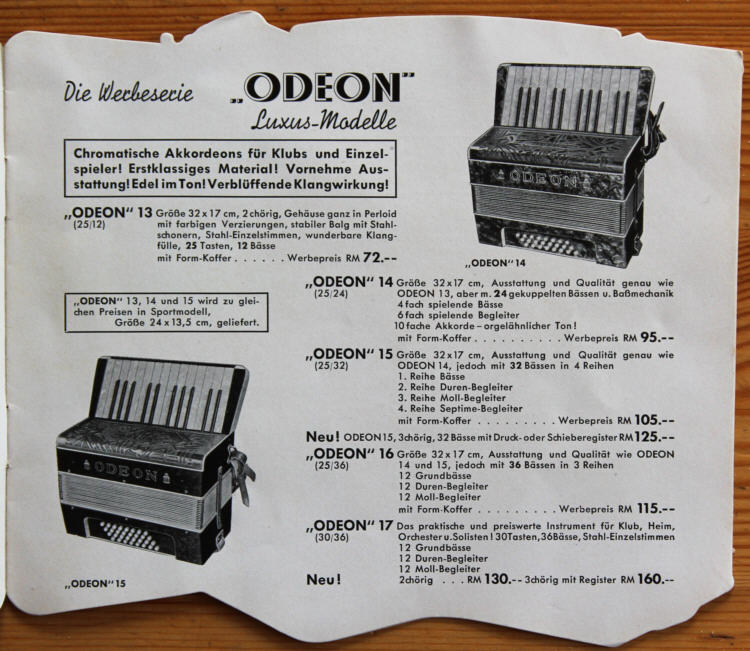 Die Werbeserie „ODEON"
Luxus-Modelle
Chromatische Akkordeons für Klubs und Einzel-
spieler! Erstklassiges Material! Vornehme Aus-
stattung! Edel im Ton! Verblüffende Klangwirkung!
„ODEON" 13 Größe 32 x 17 cm, 2chörig, Gehäuse ganz in Perloid
(25/12) mit farbigen Verzierungen, stabiler Balg mit Stahl-
schonern, Stahl-Einzelstimmen, wunderbare Klang-
fülle, 25 Tasten, 12 Bässe
mit Form-Koffer . . . . . . Werbepreis RM 72.--
ODEON
„ODEON" 14
„ODEON" 13, 14 und 15 wird zu glei-
chen Preisen in Sportmodell,
Größe 24 x 13,5 cm, geliefert.
„ODEON" 14 Größe 32x17 cm, Ausstattung und Qualität genau wie
(25/24) ODEON 13, aber m. 24 gekuppelten Bässen u. Baßmechanik
4 fach spielende Bässe
6 fach spielende Begleiter
10 fache Akkorde – orgelähnlicher Ton!
mit Form-Koffer . . . . . . . . . . Werbepreis RM 95.--
„ODEON" 15 Größe 32x17 cm, Ausstattung und Qualität genau wie
(25/32) ODEON 14, jedoch mit 32 Bässen in 4 Reihen
1. Reihe Bässe
2. Reihe Duren-Begleiter
3. Reihe Moll-Begleiter
4. Reihe Septime-Begleiter
mit Form-Koffer . . . . . . . . . Werbepreis RM 105.--
Neu! ODEON 15, 3chörig, 32 Bässe mit Druck- oder Schieberegister RM 125.--
„ODEON" 16 Größe 32x17 cm, Ausstattung und Qualität wie ODEON
(25/36) 14 und 15, jedoch mit 36 Bässen in 3 Reihen
12 Grundbässe
12 Duren-Begleiter
12 Moll-Begleiter
mit Form-Koffer . . . . . . . . . Werbepreis RM 115.--
„ODEON" 17 Das praktische und preiswerte Instrument für Klub, Heim,
(30/36) Orchester u. Solisten! 30 Tasten, 36 Bässe, Stahl-Einzelstimmen
12 Grundbässe
12 Duren-Begleiter
12 Moll-Begleiter
Neu! 2chörig . . . RM 130.-- 3chörig mit Register RM 160.--
ODEON
„ODEON" 15